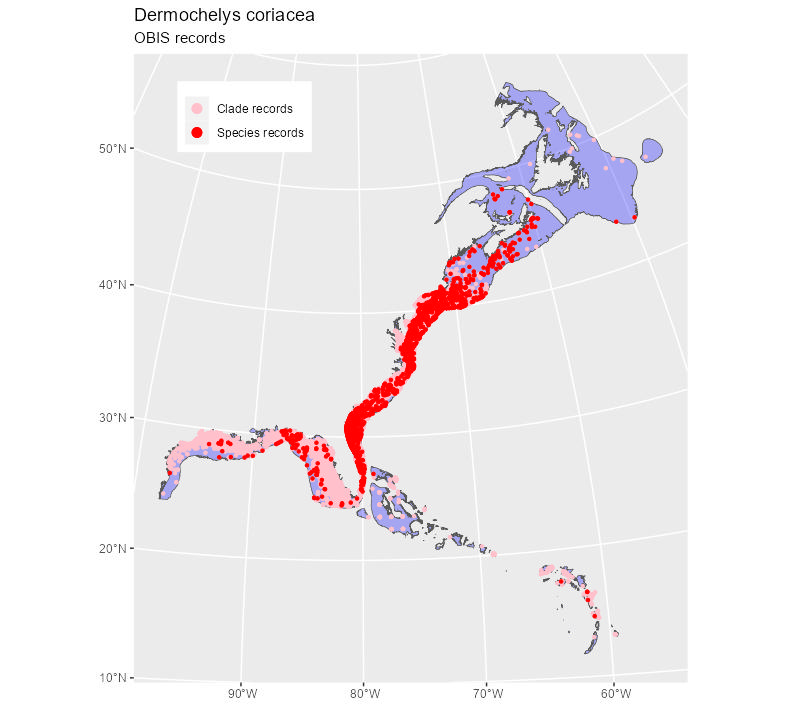 Dermochelys coriacea
OBIS records
Clade records
Species records
50°N
40°N
30°N
20°N
10°N
90°W 80°W 70°W 60°W